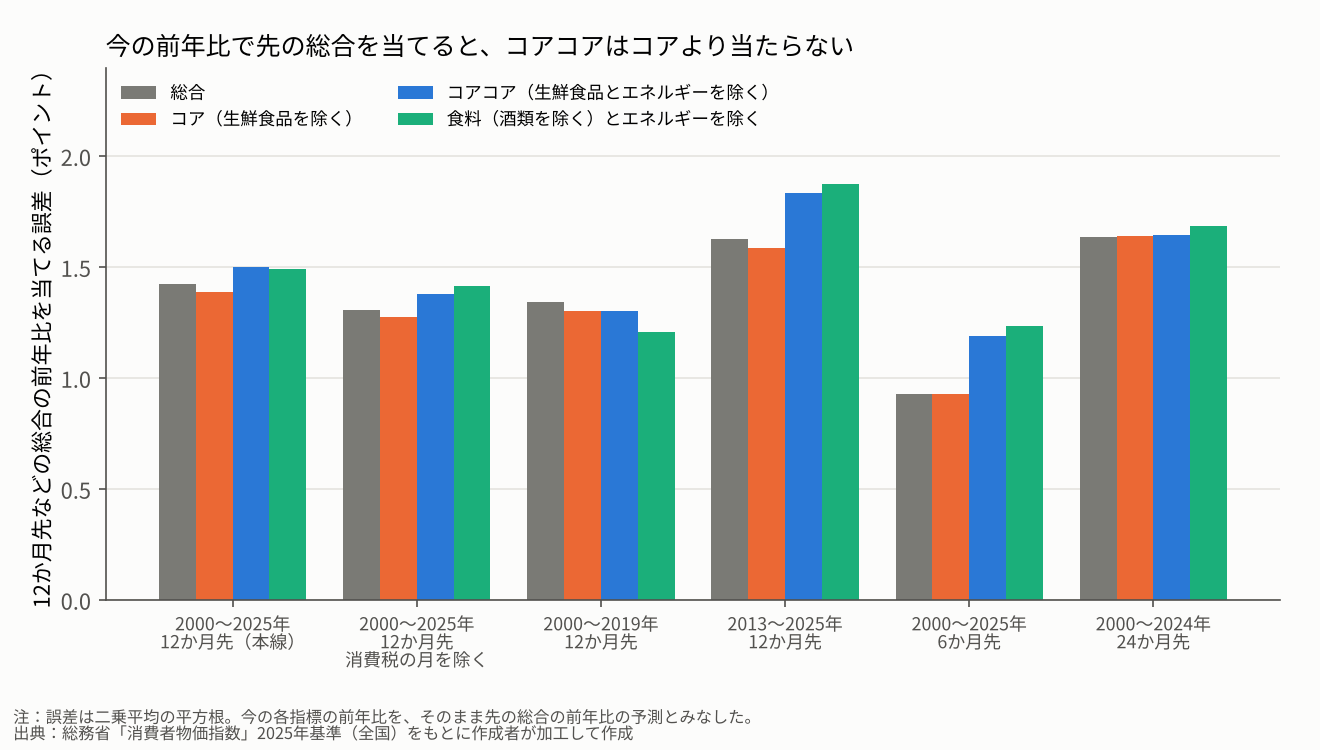 今の前年比で先の総合を当てると、コアコアはコアより当たらない
12か月先などの総合の前年比を当てる誤差（ポイント）
総合
コア（生鮮食品を除く）
コアコア（生鮮食品とエネルギーを除く）
食料（酒類を除く）とエネルギーを除く
2.0
1.5
1.0
0.5
0.0
2000～2025年
12か月先（本線）
2000～2025年
12か月先
消費税の月を除く
2000～2019年
12か月先
2013～2025年
12か月先
2000～2025年
6か月先
2000～2024年
24か月先
注：誤差は二乗平均の平方根。今の各指標の前年比を、そのまま先の総合の前年比の予測とみなした。
出典：総務省「消費者物価指数」2025年基準（全国）をもとに作成者が加工して作成